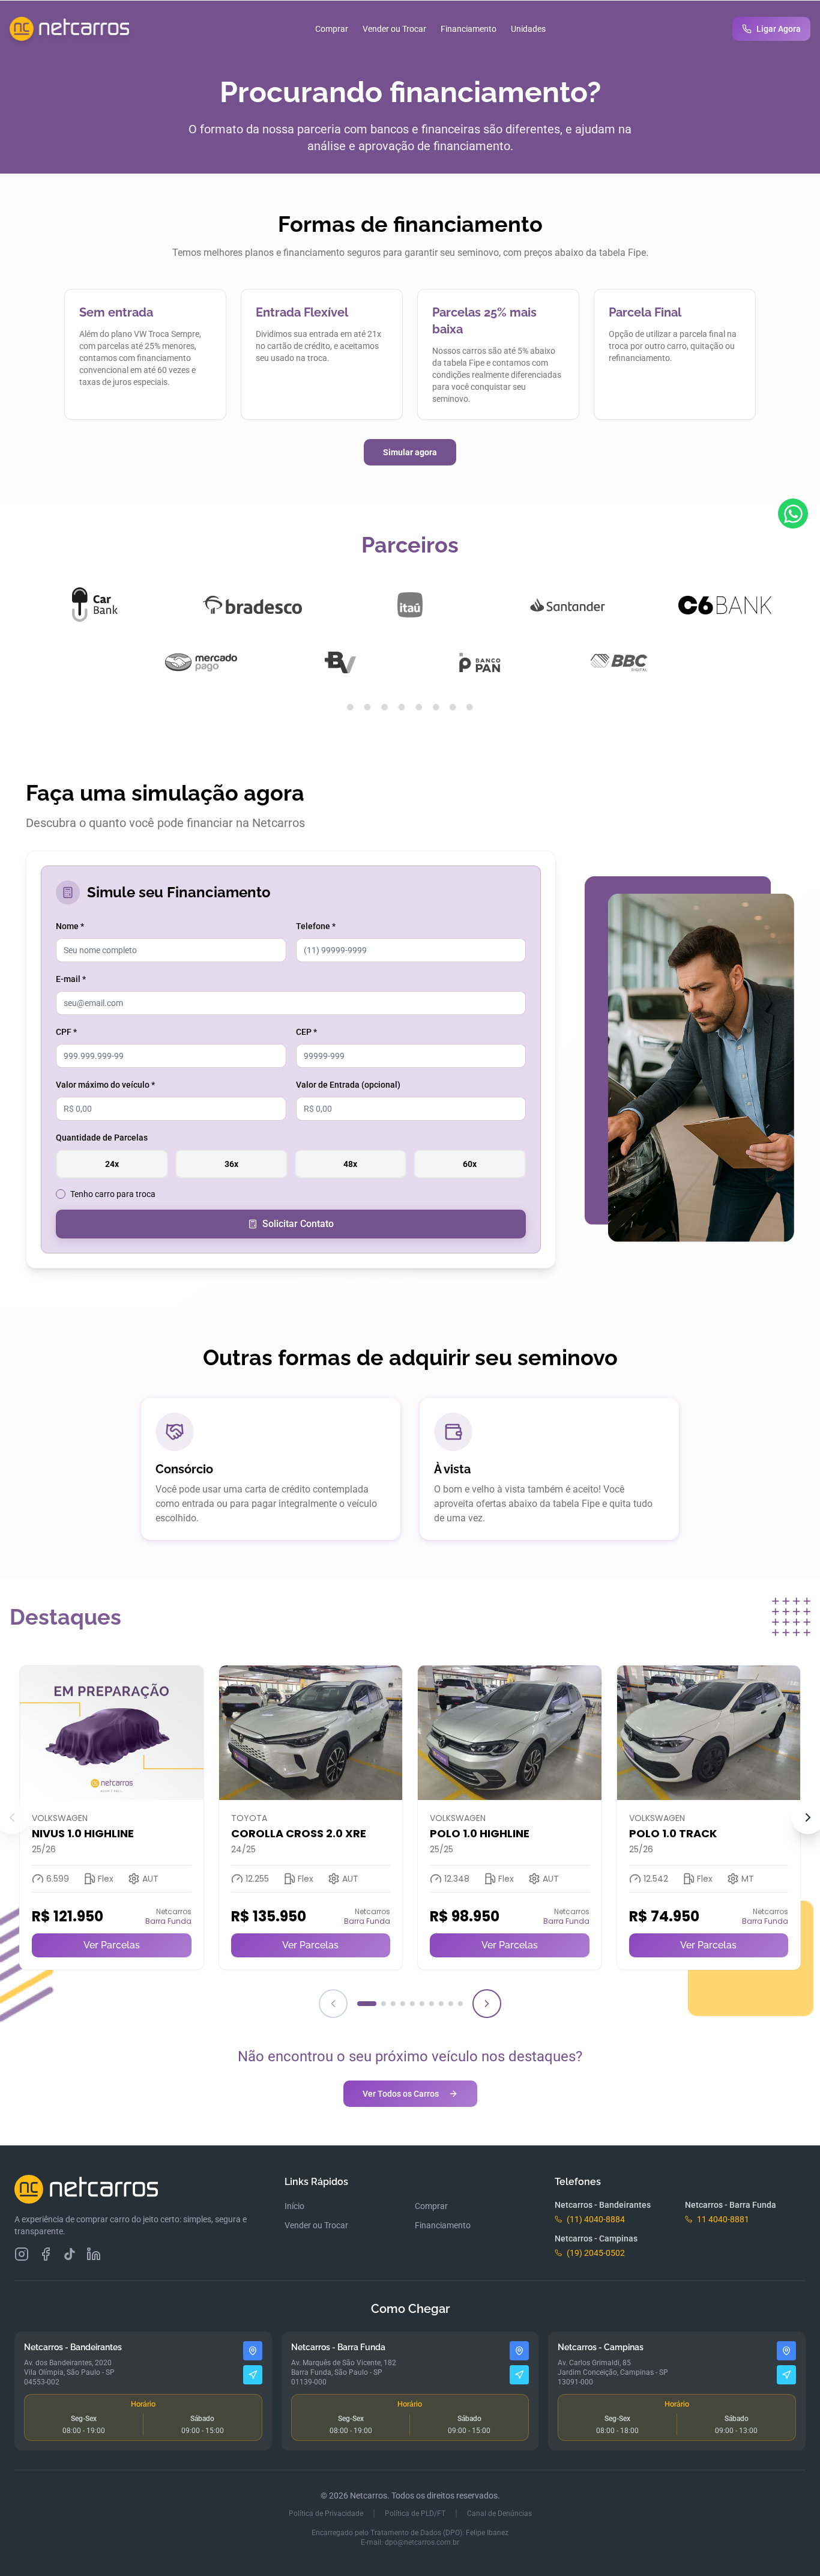 netcarros
Comprar
Vender ou Trocar
Financiamento
Unidades
Ligar Agora
Procurando financiamento?
O formato da nossa parceria com bancos e financeiras são diferentes, e ajudam na
análise e aprovação de financiamento.
Formas de financiamento
Temos melhores planos e financiamento seguros para garantir seu seminovo, com preços abaixo da tabela Fipe.
Sem entrada
Além do plano VW Troca Sempre,
com parcelas até 25% menores,
contamos com financiamento
convencional em até 60 vezes e
taxas de juros especiais.
Entrada Flexível
Dividimos sua entrada em até 21x
no cartão de crédito, e aceitamos
seu usado na troca.
Parcelas 25% mais
baixa
Nossos carros são até 5% abaixo
da tabela Fipe e contamos com
condições realmente diferenciadas
para você conquistar seu
seminovo.
Parcela Final
Opção de utilizar a parcela final na
troca por outro carro, quitação ou
refinanciamento.
Simular agora
Parceiros
Car
Bank
bradesco
itaú
Santander
C6 BANK
mercado
pago
BV
BANCO
PAN
BBC
DIGITAL
Faça uma simulação agora
Descubra o quanto você pode financiar na Netcarros
Simule seu Financiamento
Nome *
Telefone *
Seu nome completo
(11) 99999-9999
E-mail *
seu@email.com
CPF *
CEP *
999.999.999-99
99999-999
Valor máximo do veículo *
Valor de Entrada (opcional)
R$ 0,00
R$ 0,00
Quantidade de Parcelas
24x
36x
48x
60x
Tenho carro para troca
Solicitar Contato
Outras formas de adquirir seu seminovo
Consórcio
Você pode usar uma carta de crédito contemplada
como entrada ou para pagar integralmente o veículo
escolhido.
À vista
O bom e velho à vista também é aceito! Você
aproveita ofertas abaixo da tabela Fipe e quita tudo
de uma vez.
Destaques
EM PREPARAÇÃO
netcarros
VOLKSWAGEN
NIVUS 1.0 HIGHLINE
25/26
6.599
Flex
AUT
R$ 121.950
Netcarros
Barra Funda
Ver Parcelas
TOYOTA
COROLLA CROSS 2.0 XRE
24/25
12.255
Flex
AUT
R$ 135.950
Netcarros
Barra Funda
Ver Parcelas
VOLKSWAGEN
POLO 1.0 HIGHLINE
25/25
12.348
Flex
AUT
R$ 98.950
Netcarros
Barra Funda
Ver Parcelas
VOLKSWAGEN
POLO 1.0 TRACK
25/26
12.542
Flex
MT
R$ 74.950
Netcarros
Barra Funda
Ver Parcelas
Não encontrou o seu próximo veículo nos destaques?
Ver Todos os Carros
netcarros
A experiência de comprar carro do jeito certo: simples, segura e
transparente.
Links Rápidos
Início
Comprar
Vender ou Trocar
Financiamento
Telefones
Netcarros - Bandeirantes
(11) 4040-8884
Netcarros - Barra Funda
11 4040-8881
Netcarros - Campinas
(19) 2045-0502
Como Chegar
Netcarros - Bandeirantes
Av. dos Bandeirantes, 2020
Vila Olímpia, São Paulo - SP
04553-002
Horário
Seg-Sex
08:00 - 19:00
Sábado
09:00 - 15:00
Netcarros - Barra Funda
Av. Marquês de São Vicente, 182
Barra Funda, São Paulo - SP
01139-000
Horário
Seg-Sex
08:00 - 19:00
Sábado
09:00 - 15:00
Netcarros - Campinas
Av. Carlos Grimaldi, 85
Jardim Conceição, Campinas - SP
13091-000
Horário
Seg-Sex
08:00 - 18:00
Sábado
09:00 - 13:00
© 2026 Netcarros. Todos os direitos reservados.
Política de Privacidade
|
Política de PLD/FT
|
Canal de Denúncias
Encarregado pelo Tratamento de Dados (DPO): Felipe Ibanez
E-mail: dpo@netcarros.com.br